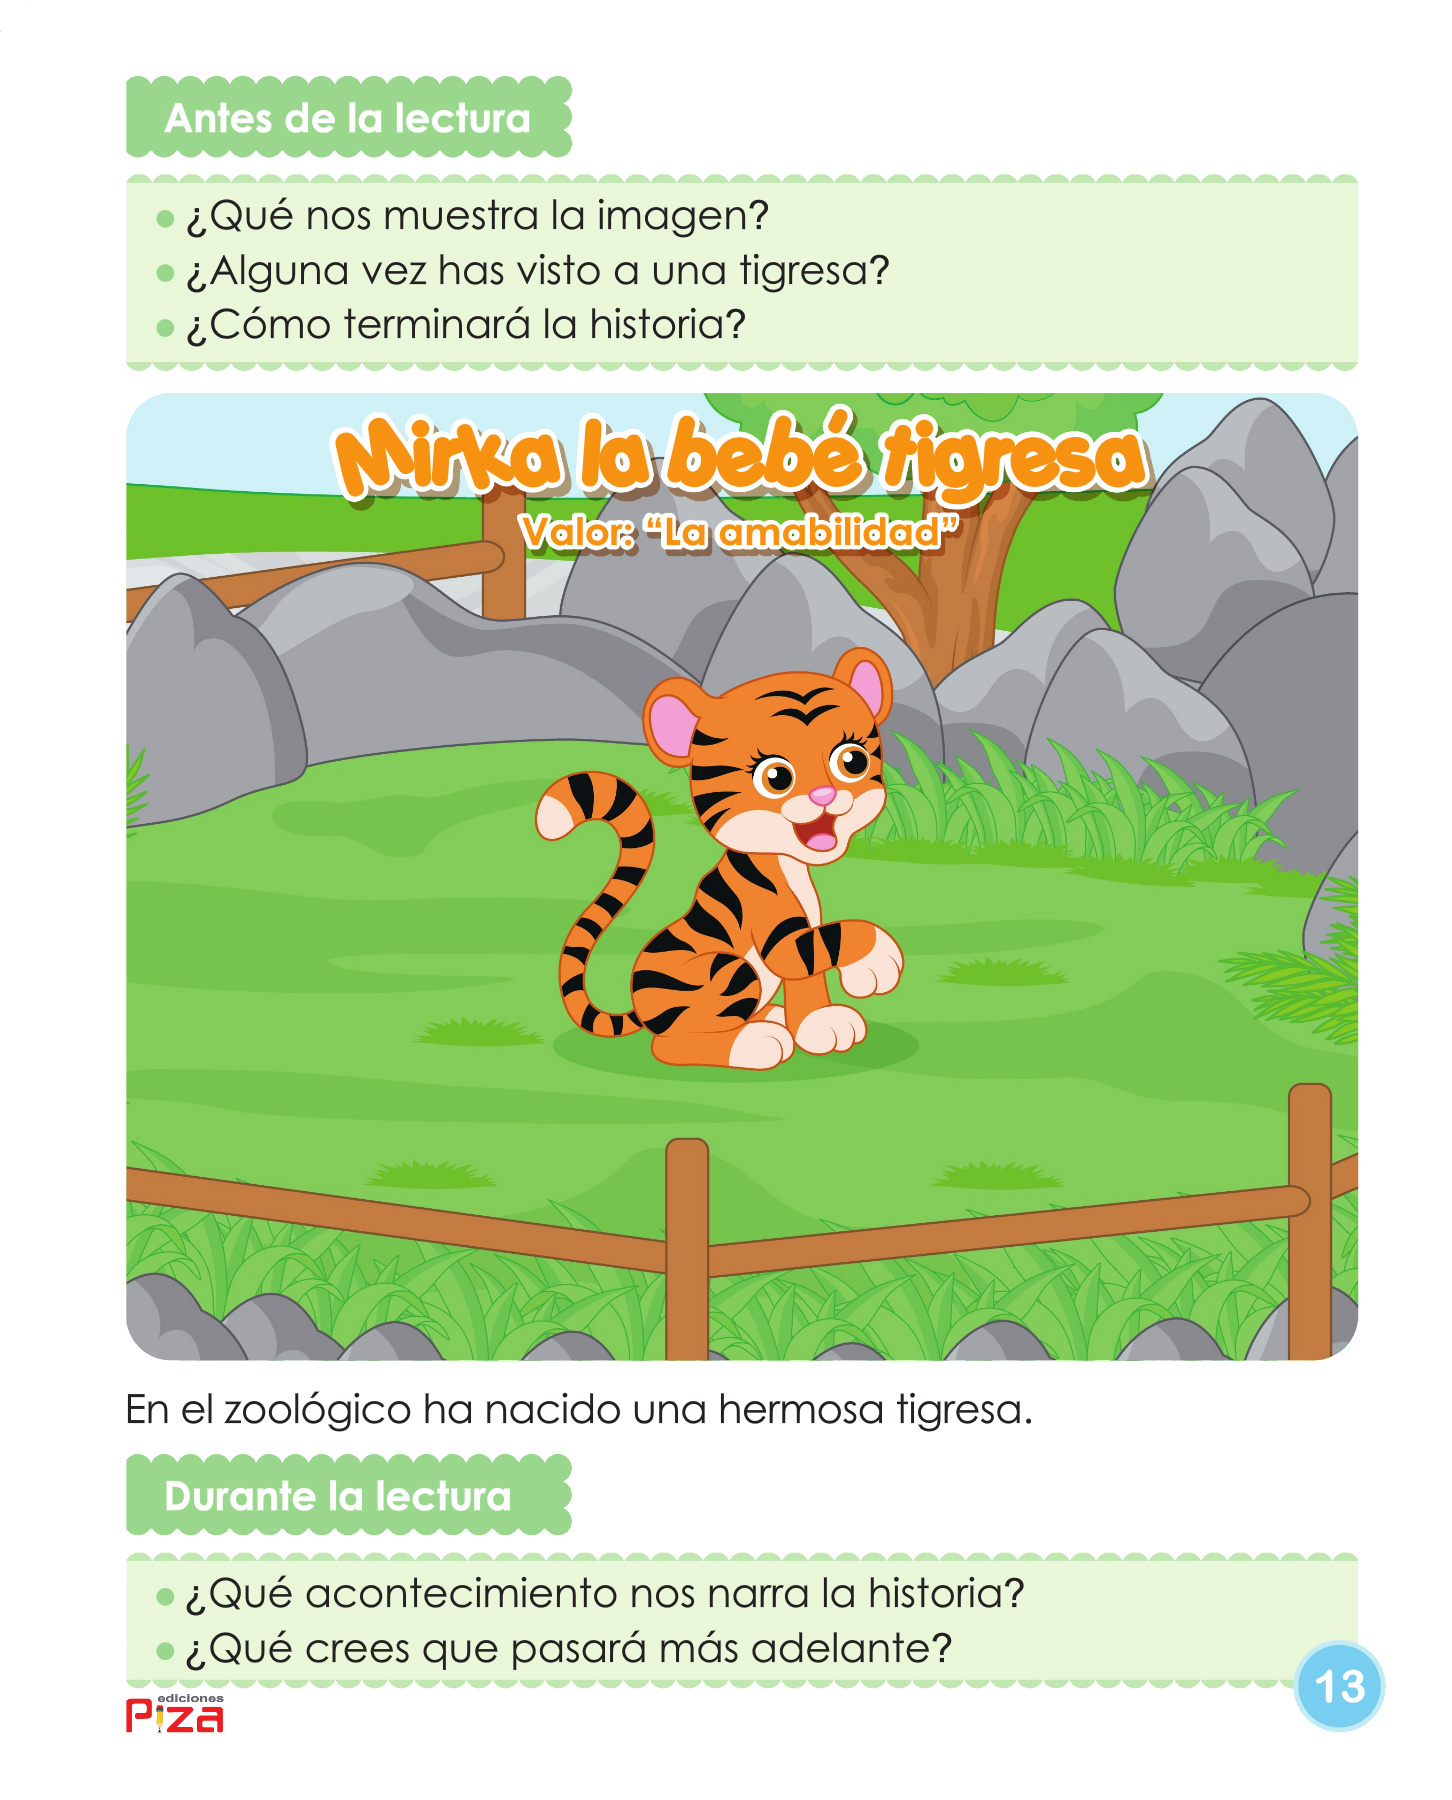 Antes de la lectura
¿Qué nos muestra la imagen?
¿Alguna vez has visto a una tigresa?
¿Cómo terminará la historia?
Mirka la bebé tigresa
Valor: “La amabilidad”
En el zoológico ha nacido una hermosa tigresa.
Durante la lectura
¿Qué acontecimiento nos narra la historia?
¿Qué crees que pasará más adelante?
ediciones
Piza
13